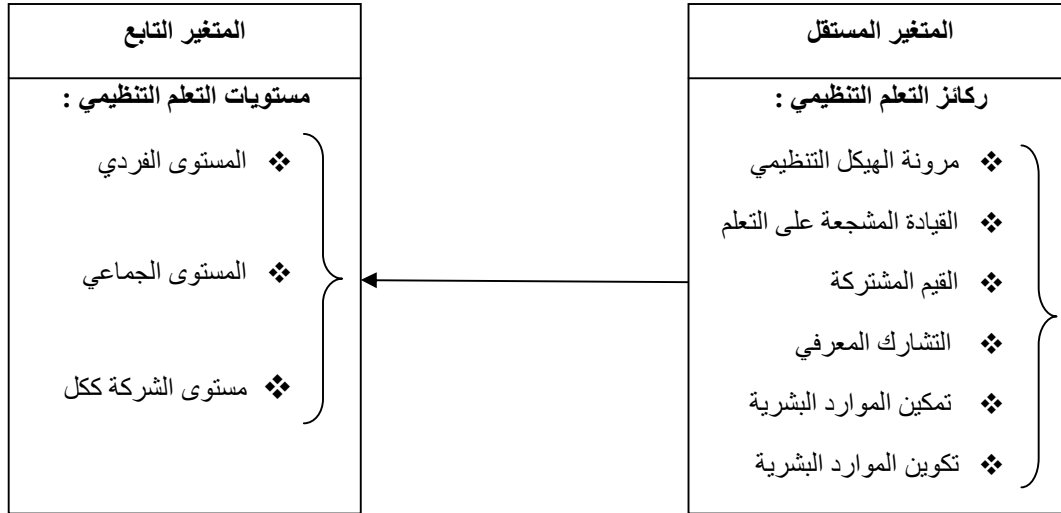 المتغير المستقل
ركائز التعلم التنظيمي :
❖ مرونة الهيكل التنظيمي
❖ القيادة المشجعة على التعلم
❖ القيم المشتركة
❖ التشارك المعرفي
❖ تمكين الموارد البشرية
❖ تكوين الموارد البشرية
المتغير التابع
مستويات التعلم التنظيمي :
❖ المستوى الفردي
❖ المستوى الجماعي
❖ مستوى الشركة ككل